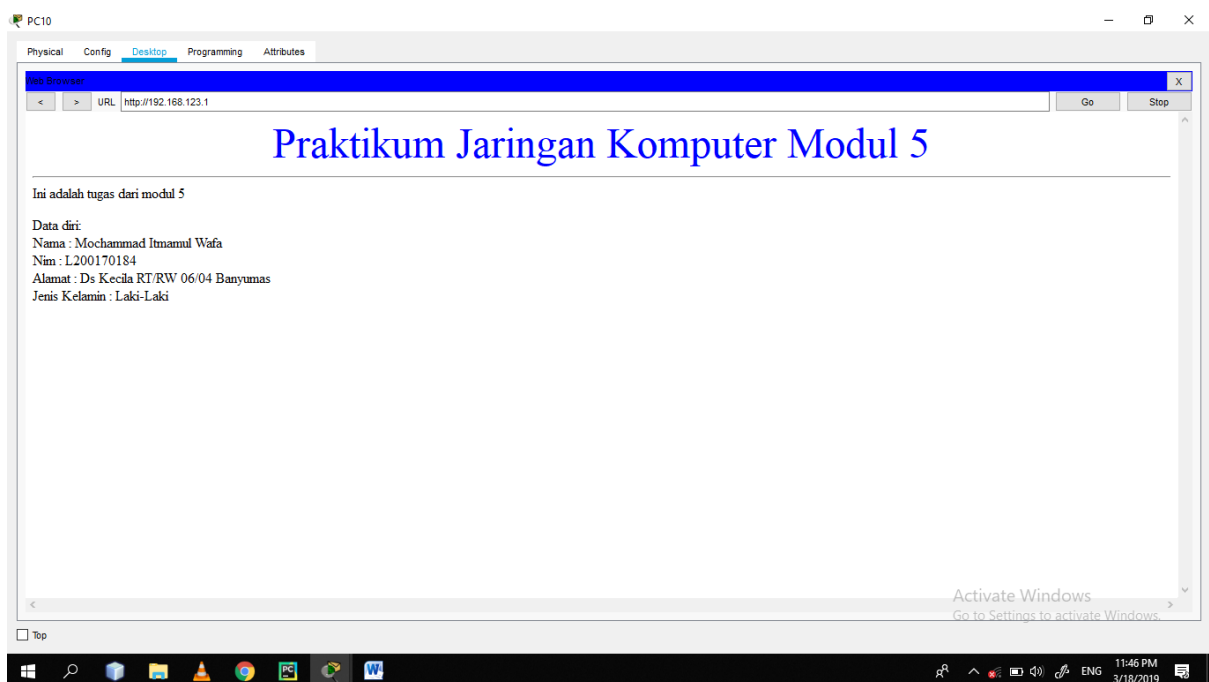 PC10
Physical Config Desktop Programming Attributes
Web Browser
X
< > URL http://192.168.123.1 Go Stop
Praktikum Jaringan Komputer Modul 5
Ini adalah tugas dari modul 5
Data diri:
Nama : Mochammad Itmamul Wafa
Nim : L200170184
Alamat : Ds Kecila RT/RW 06/04 Banyumas
Jenis Kelamin : Laki-Laki
Activate Windows
Go to Settings to activate Windows.
Top
PC
W
ENG
11:46 PM
3/18/2019